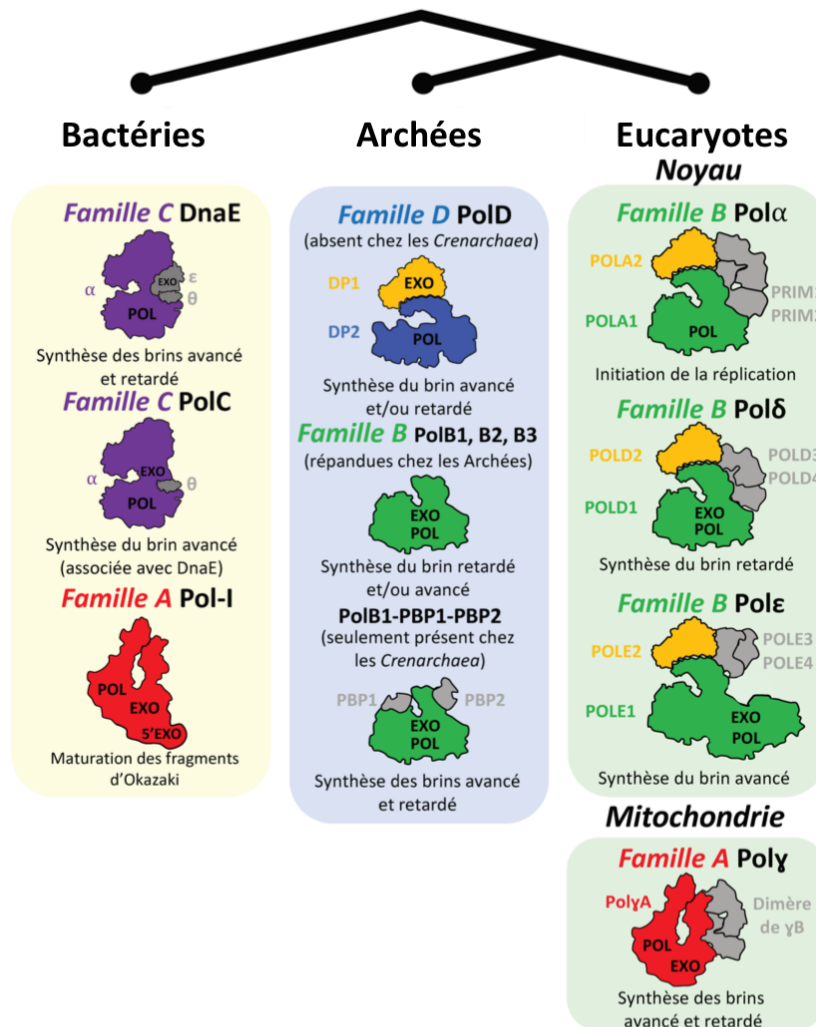 Bactéries
Famille C DnaE
α
EXO
ε
θ
POL
Synthèse des brins avancé
et retardé
Famille C PolC
α
EXO
θ
POL
Synthèse du brin avancé
(associée avec DnaE)
Famille A Pol-I
POL
EXO
5'EXO
Maturation des fragments
d'Okazaki
Archées
Famille D PolD
(absent chez les Crenarchaea)
DP1
EXO
DP2
POL
Synthèse du brin avancé
et/ou retardé
Famille B PolB1, B2, B3
(répandues chez les Archées)
EXO
POL
Synthèse du brin retardé
et/ou avancé
PolB1-PBP1-PBP2
(seulement présent chez
les Crenarchaea)
PBP1
PBP2
EXO
POL
Synthèse des brins avancé
et retardé
Eucaryotes
Noyau
Famille B Polα
POLA2
PRIM1
POLA1
PRIM2
POL
Initiation de la réplication
Famille B Polδ
POLD2
POLD3
POLD4
POLD1
EXO
POL
Synthèse du brin retardé
Famille B Polε
POLE2
POLE3
POLE4
POLE1
EXO
POL
Synthèse du brin avancé
Mitochondrie
Famille A Polγ
PolγA
Dimère
de γB
POL
EXO
Synthèse des brins
avancé et retardé